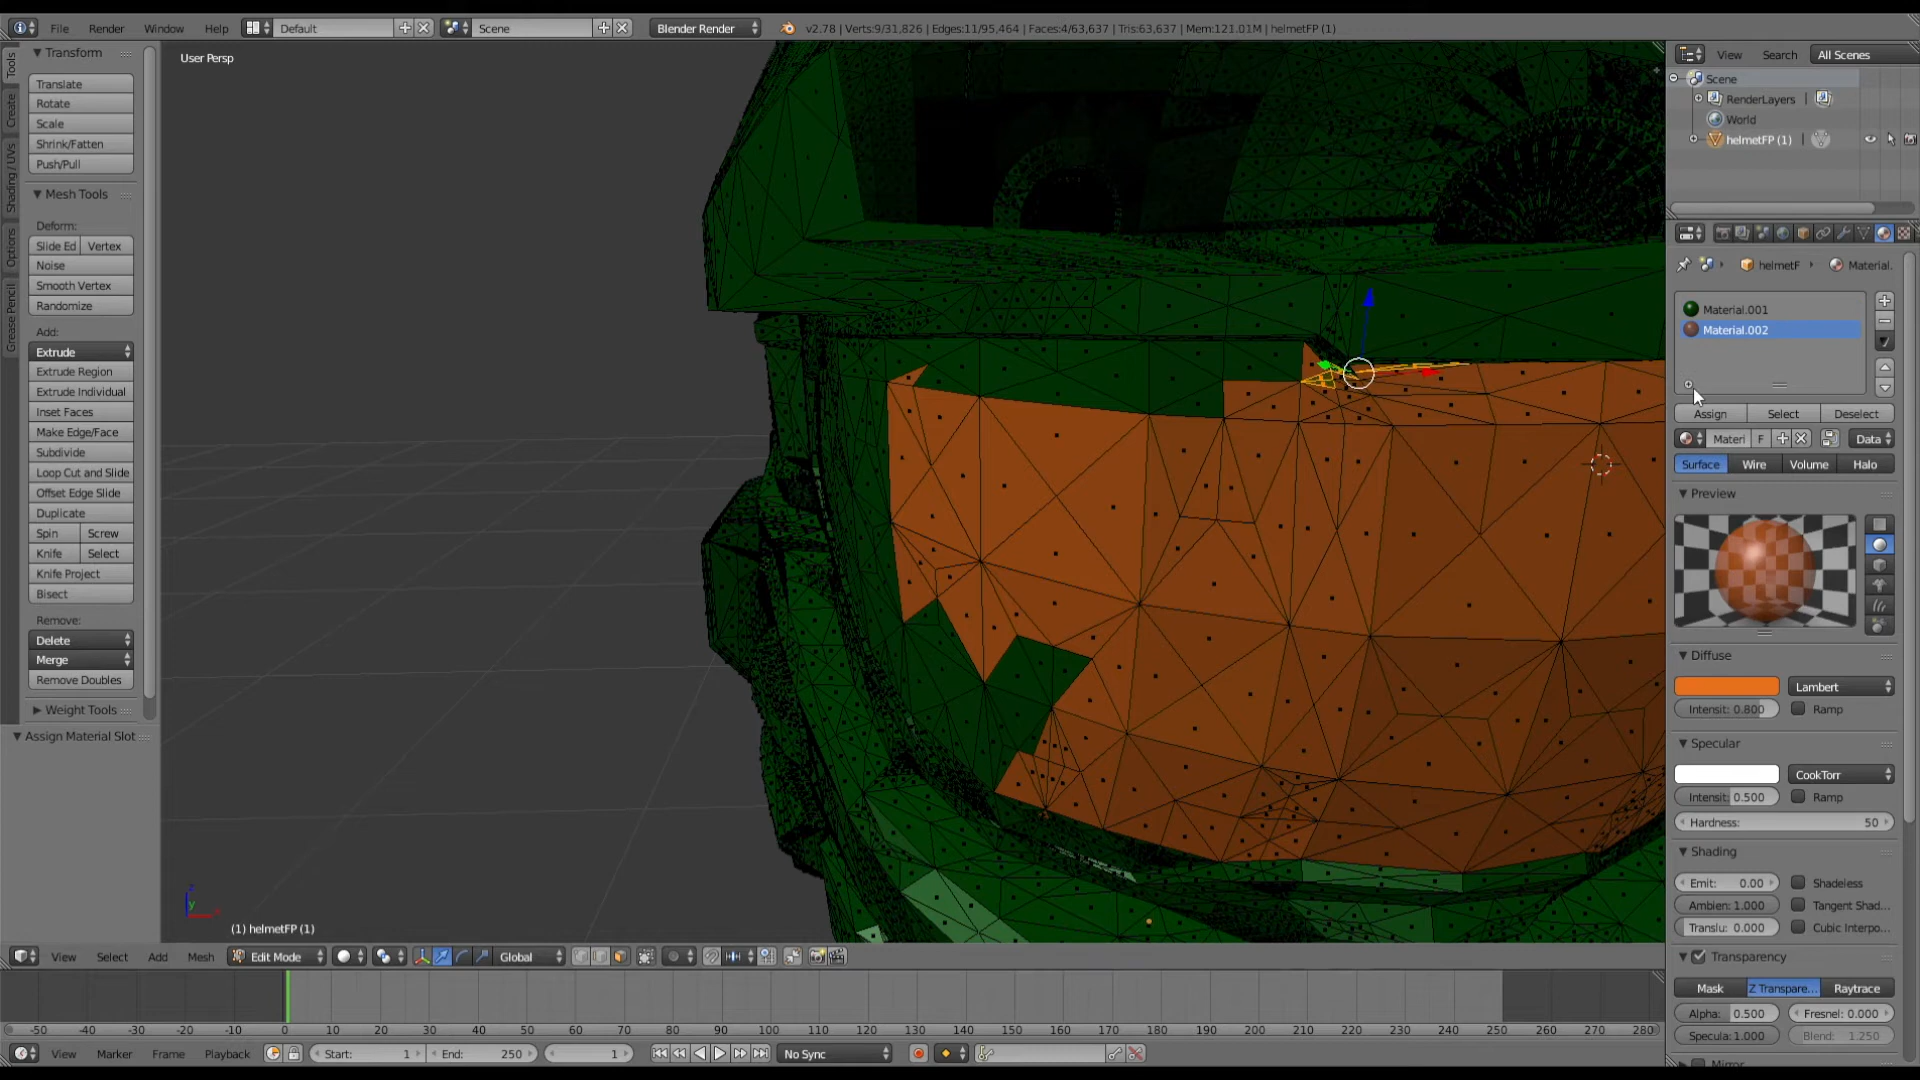 File Render Window Help Default Scene Blender Render v2.78 | Verts:9/31,826 | Edges:11/95,464 | Faces:4/63,637 | Tris:63,637 | Mem:121.01M | helmetFP (1)
Tools
Create
Shading / UVs
Options
Grease Pencil
Transform
Translate
Rotate
Scale
Shrink/Fatten
Push/Pull
Mesh Tools
Deform:
Slide Ed Vertex
Noise
Smooth Vertex
Randomize
Add:
Extrude
Extrude Region
Extrude Individual
Inset Faces
Make Edge/Face
Subdivide
Loop Cut and Slide
Offset Edge Slide
Duplicate
Spin Screw
Knife Select
Knife Project
Bisect
Remove:
Delete
Merge
Remove Doubles
Weight Tools
Assign Material Slot
User Persp
(1) helmetFP (1)
View Search All Scenes
Scene
RenderLayers
World
helmetFP (1)
helmetF Material.
Material.001
Material.002
Assign Select Deselect
Materi F Data
Surface Wire Volume Halo
Preview
Diffuse
Lambert
Intensit: 0.800 Ramp
Specular
CookTorr
Intensit: 0.500 Ramp
Hardness: 50
Shading
Emit: 0.00 Shadeless
Ambien: 1.000 Tangent Shad...
Translu: 0.000 Cubic Interpo...
Transparency
Mask Z Transpare... Raytrace
Alpha: 0.500 Fresnel: 0.000
Specula: 1.000 Blend: 1.250
Mirror
View Select Add Mesh Edit Mode Global
-50 -40 -30 -20 -10 0 10 20 30 40 50 60 70 80 90 100 110 120 130 140 150 160 170 180 190 200 210 220 230 240 250 260 270 280
View Marker Frame Playback Start: 1 End: 250 1 No Sync